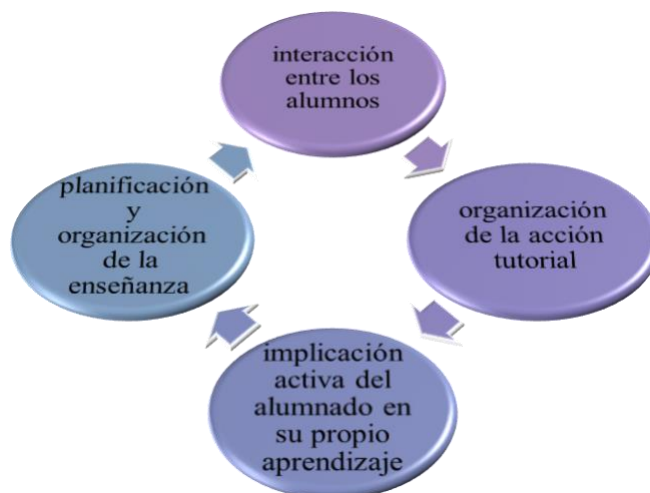 interacción
entre los
alumnos
organización
de la acción
tutorial
implicación
activa del
alumnado en
su propio
aprendizaje
planificación
y
organización
de la
enseñanza